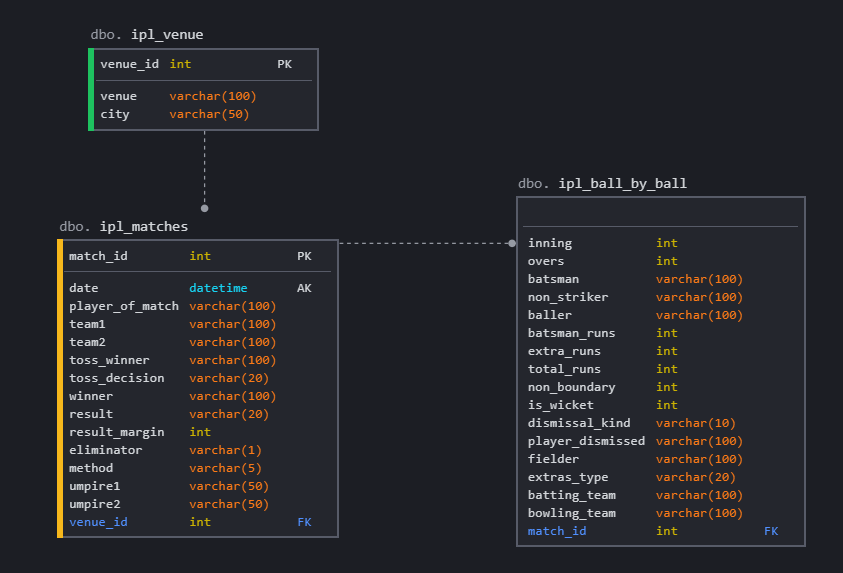 dbo. ipl_venue
venue_id int PK
venue varchar(100)
city varchar(50)
dbo. ipl_matches
match_id int PK
date datetime AK
player_of_match varchar(100)
team1 varchar(100)
team2 varchar(100)
toss_winner varchar(100)
toss_decision varchar(20)
winner varchar(100)
result varchar(20)
result_margin int
eliminator varchar(1)
method varchar(5)
umpire1 varchar(50)
umpire2 varchar(50)
venue_id int FK
dbo. ipl_ball_by_ball
inning int
overs int
batsman varchar(100)
non_striker varchar(100)
baller varchar(100)
batsman_runs int
extra_runs int
total_runs int
non_boundary int
is_wicket int
dismissal_kind varchar(10)
player_dismissed varchar(100)
fielder varchar(100)
extras_type varchar(20)
batting_team varchar(100)
bowling_team varchar(100)
match_id int FK